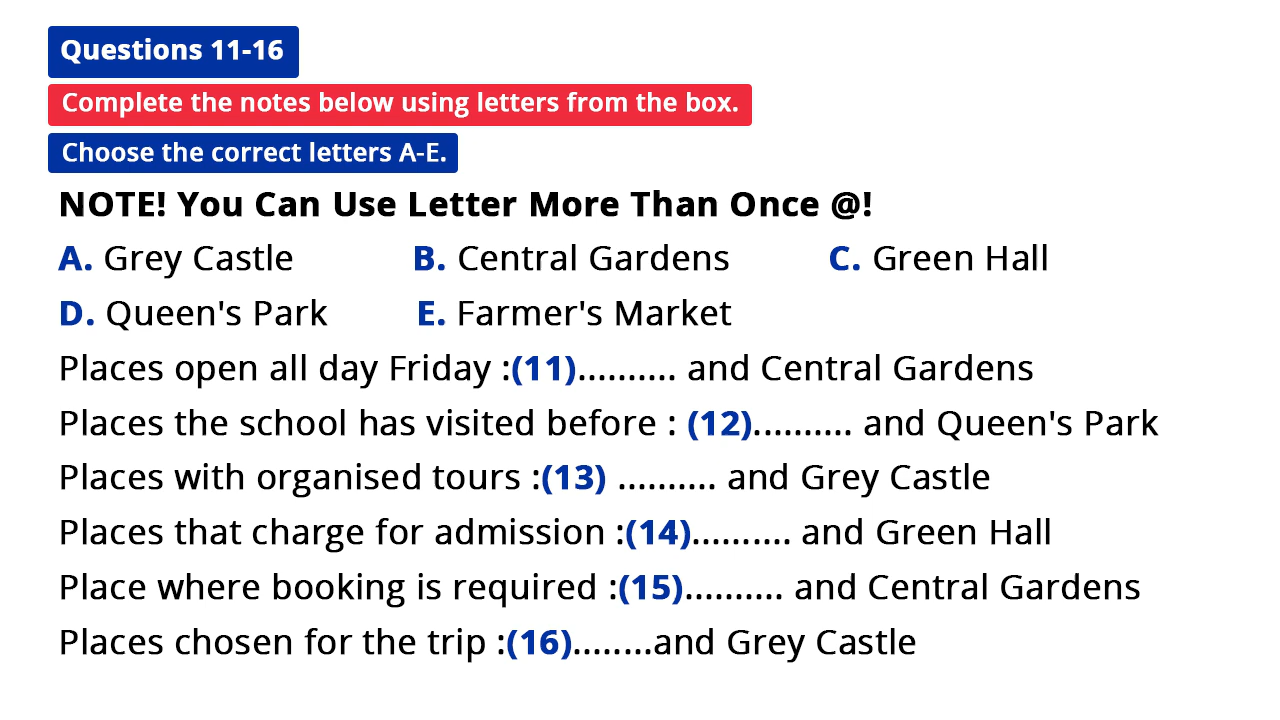 Questions 11-16
Complete the notes below using letters from the box.
Choose the correct letters A-E.
NOTE! You Can Use Letter More Than Once @!
A. Grey Castle B. Central Gardens C. Green Hall
D. Queen's Park E. Farmer's Market
Places open all day Friday :(11).......... and Central Gardens
Places the school has visited before : (12).......... and Queen's Park
Places with organised tours :(13) .......... and Grey Castle
Places that charge for admission :(14).......... and Green Hall
Place where booking is required :(15).......... and Central Gardens
Places chosen for the trip :(16)........and Grey Castle